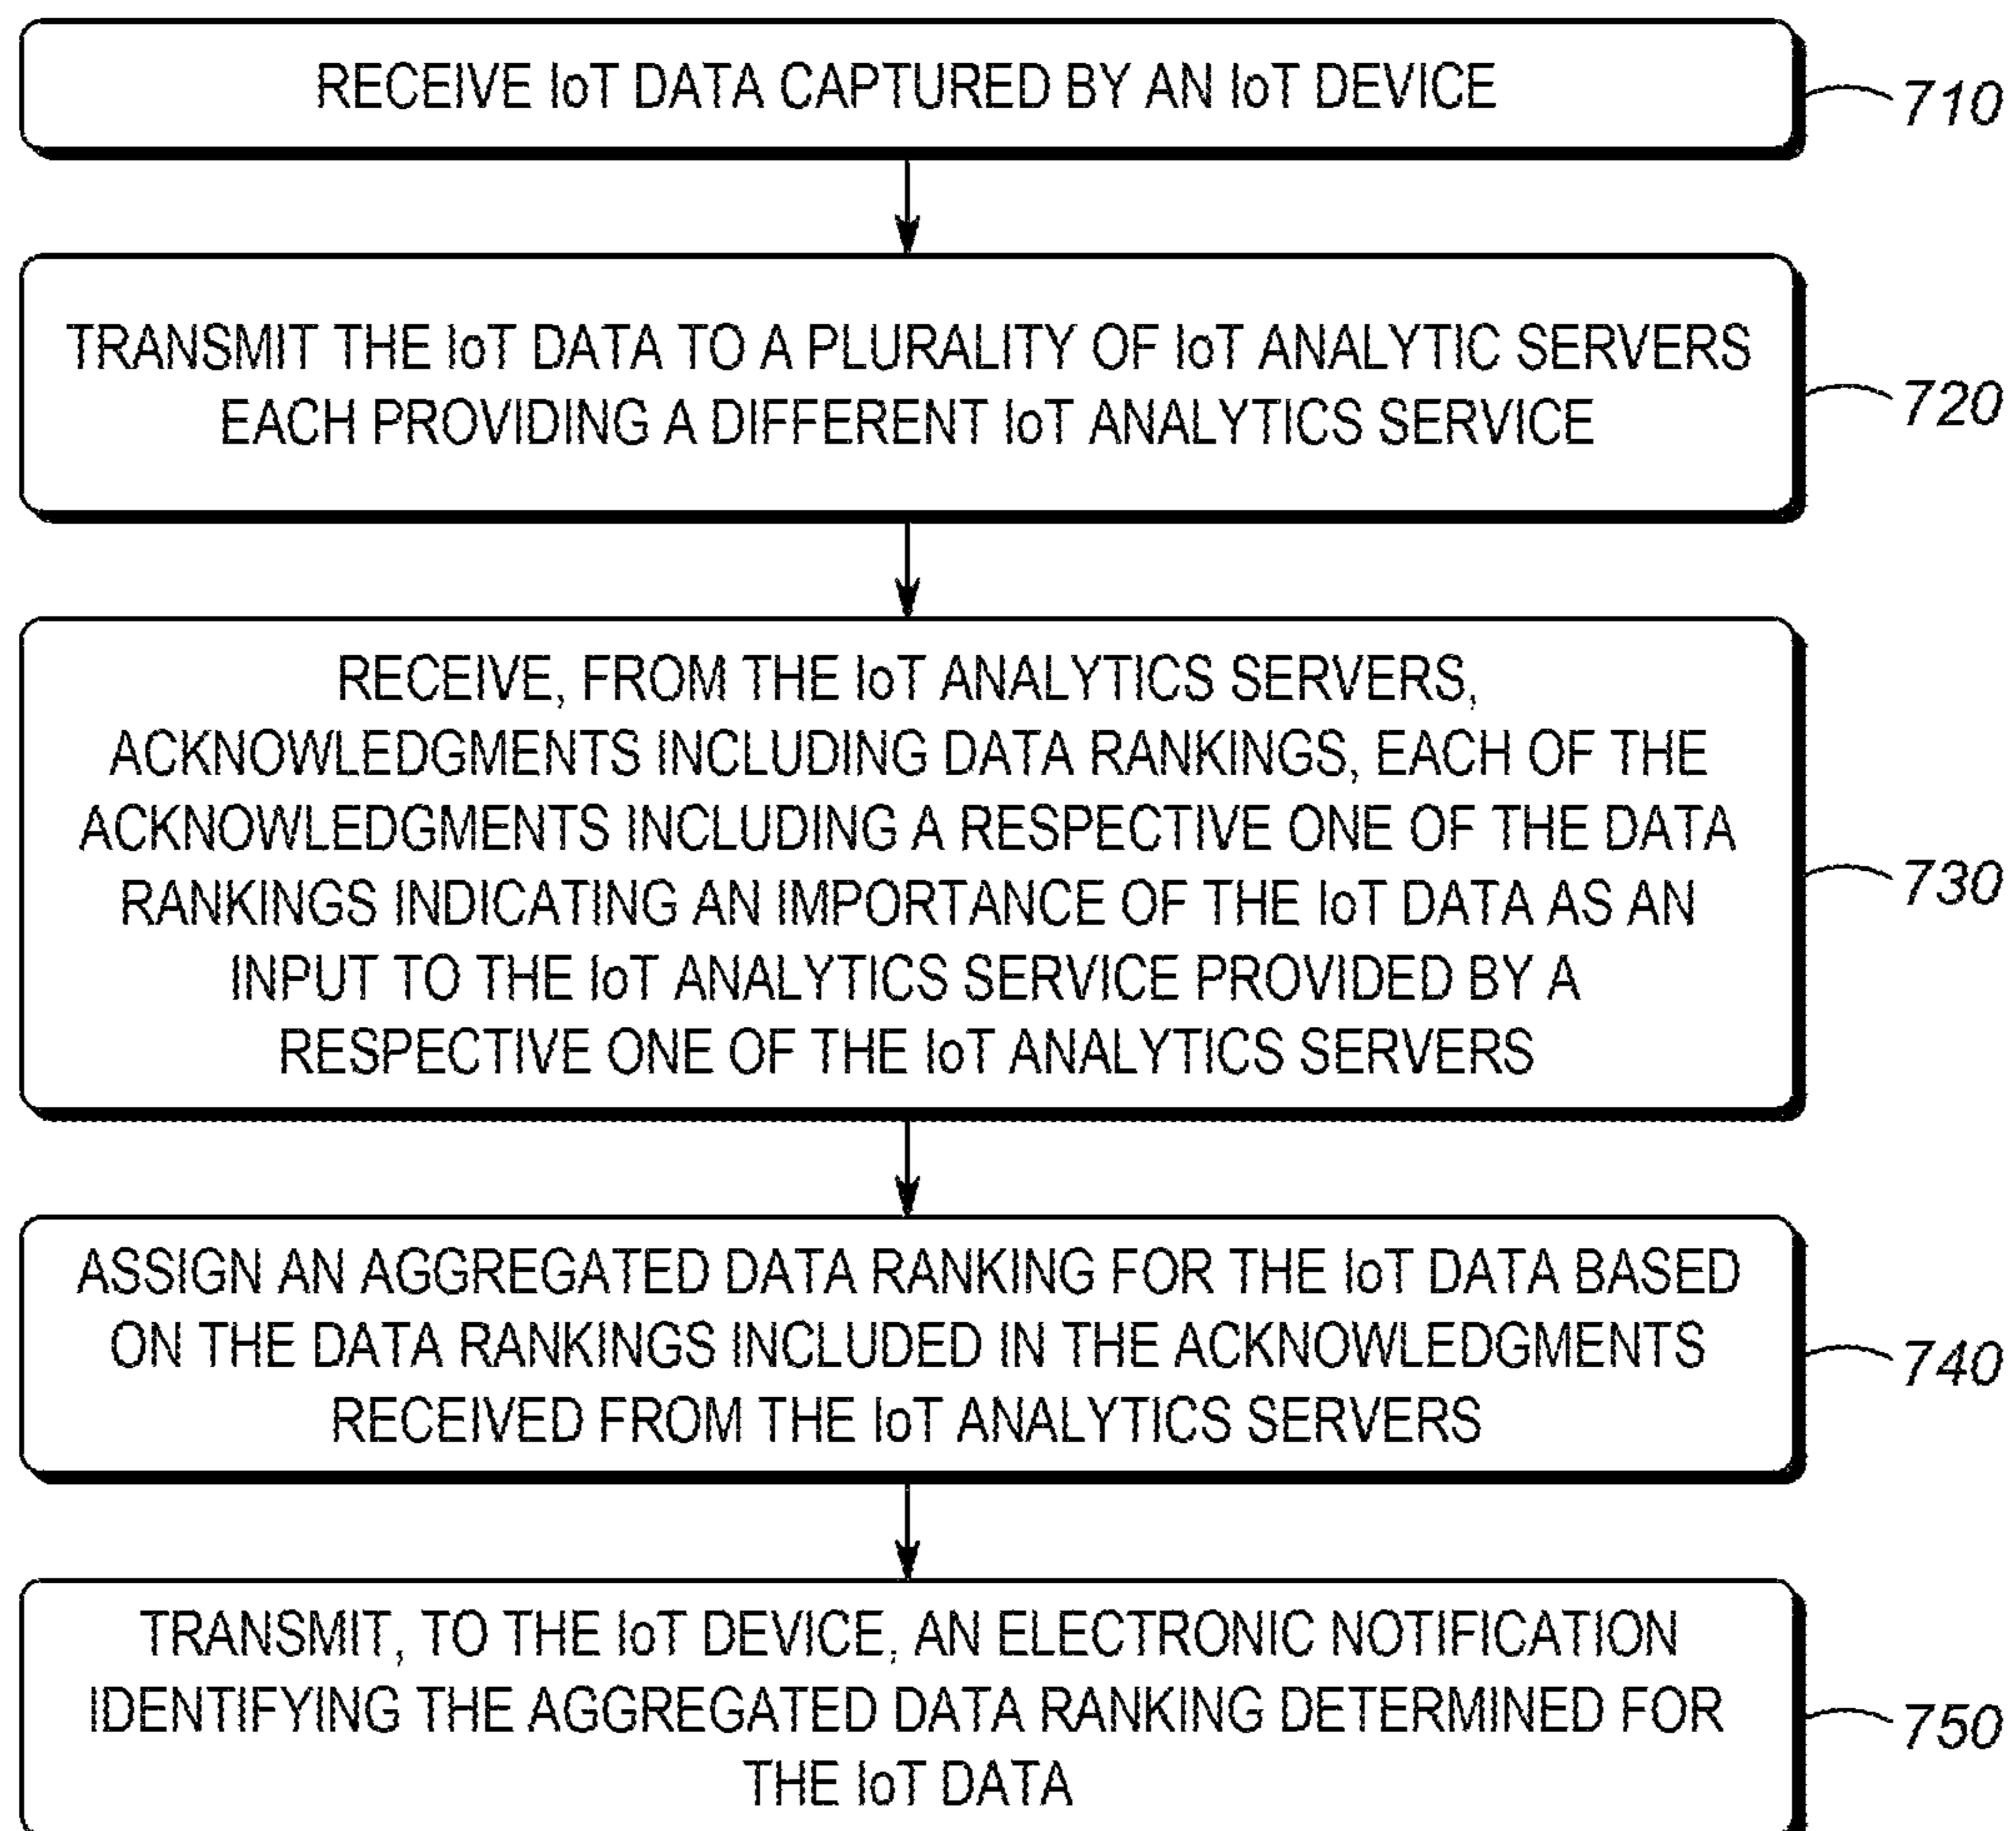 RECEIVE IoT DATA CAPTURED BY AN IoT DEVICE
710
TRANSMIT THE IoT DATA TO A PLURALITY OF IoT ANALYTIC SERVERS
EACH PROVIDING A DIFFERENT IoT ANALYTICS SERVICE
720
RECEIVE, FROM THE IoT ANALYTICS SERVERS,
ACKNOWLEDGMENTS INCLUDING DATA RANKINGS, EACH OF THE
ACKNOWLEDGMENTS INCLUDING A RESPECTIVE ONE OF THE DATA
RANKINGS INDICATING AN IMPORTANCE OF THE IoT DATA AS AN
INPUT TO THE IoT ANALYTICS SERVICE PROVIDED BY A
RESPECTIVE ONE OF THE IoT ANALYTICS SERVERS
730
ASSIGN AN AGGREGATED DATA RANKING FOR THE IoT DATA BASED
ON THE DATA RANKINGS INCLUDED IN THE ACKNOWLEDGMENTS
RECEIVED FROM THE IoT ANALYTICS SERVERS
740
TRANSMIT, TO THE IoT DEVICE, AN ELECTRONIC NOTIFICATION
IDENTIFYING THE AGGREGATED DATA RANKING DETERMINED FOR
THE IoT DATA
750